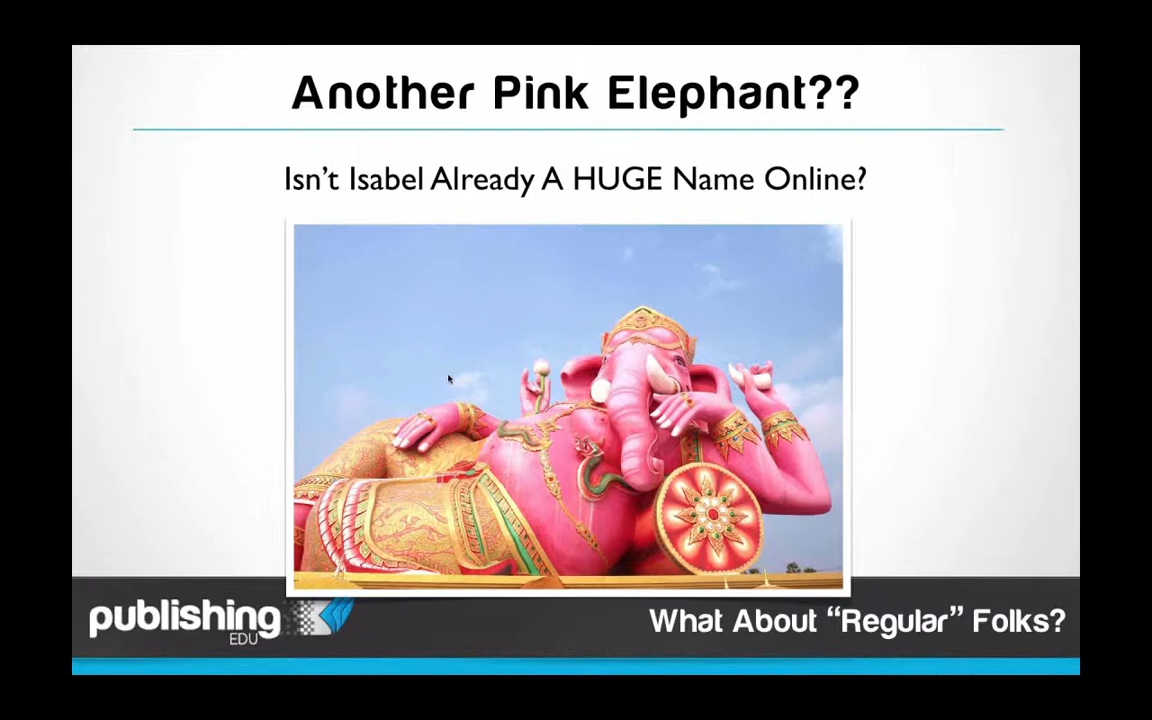 Another Pink Elephant??
Isn't Isabel Already A HUGE Name Online?
publishing
EDU
What About “Regular” Folks?